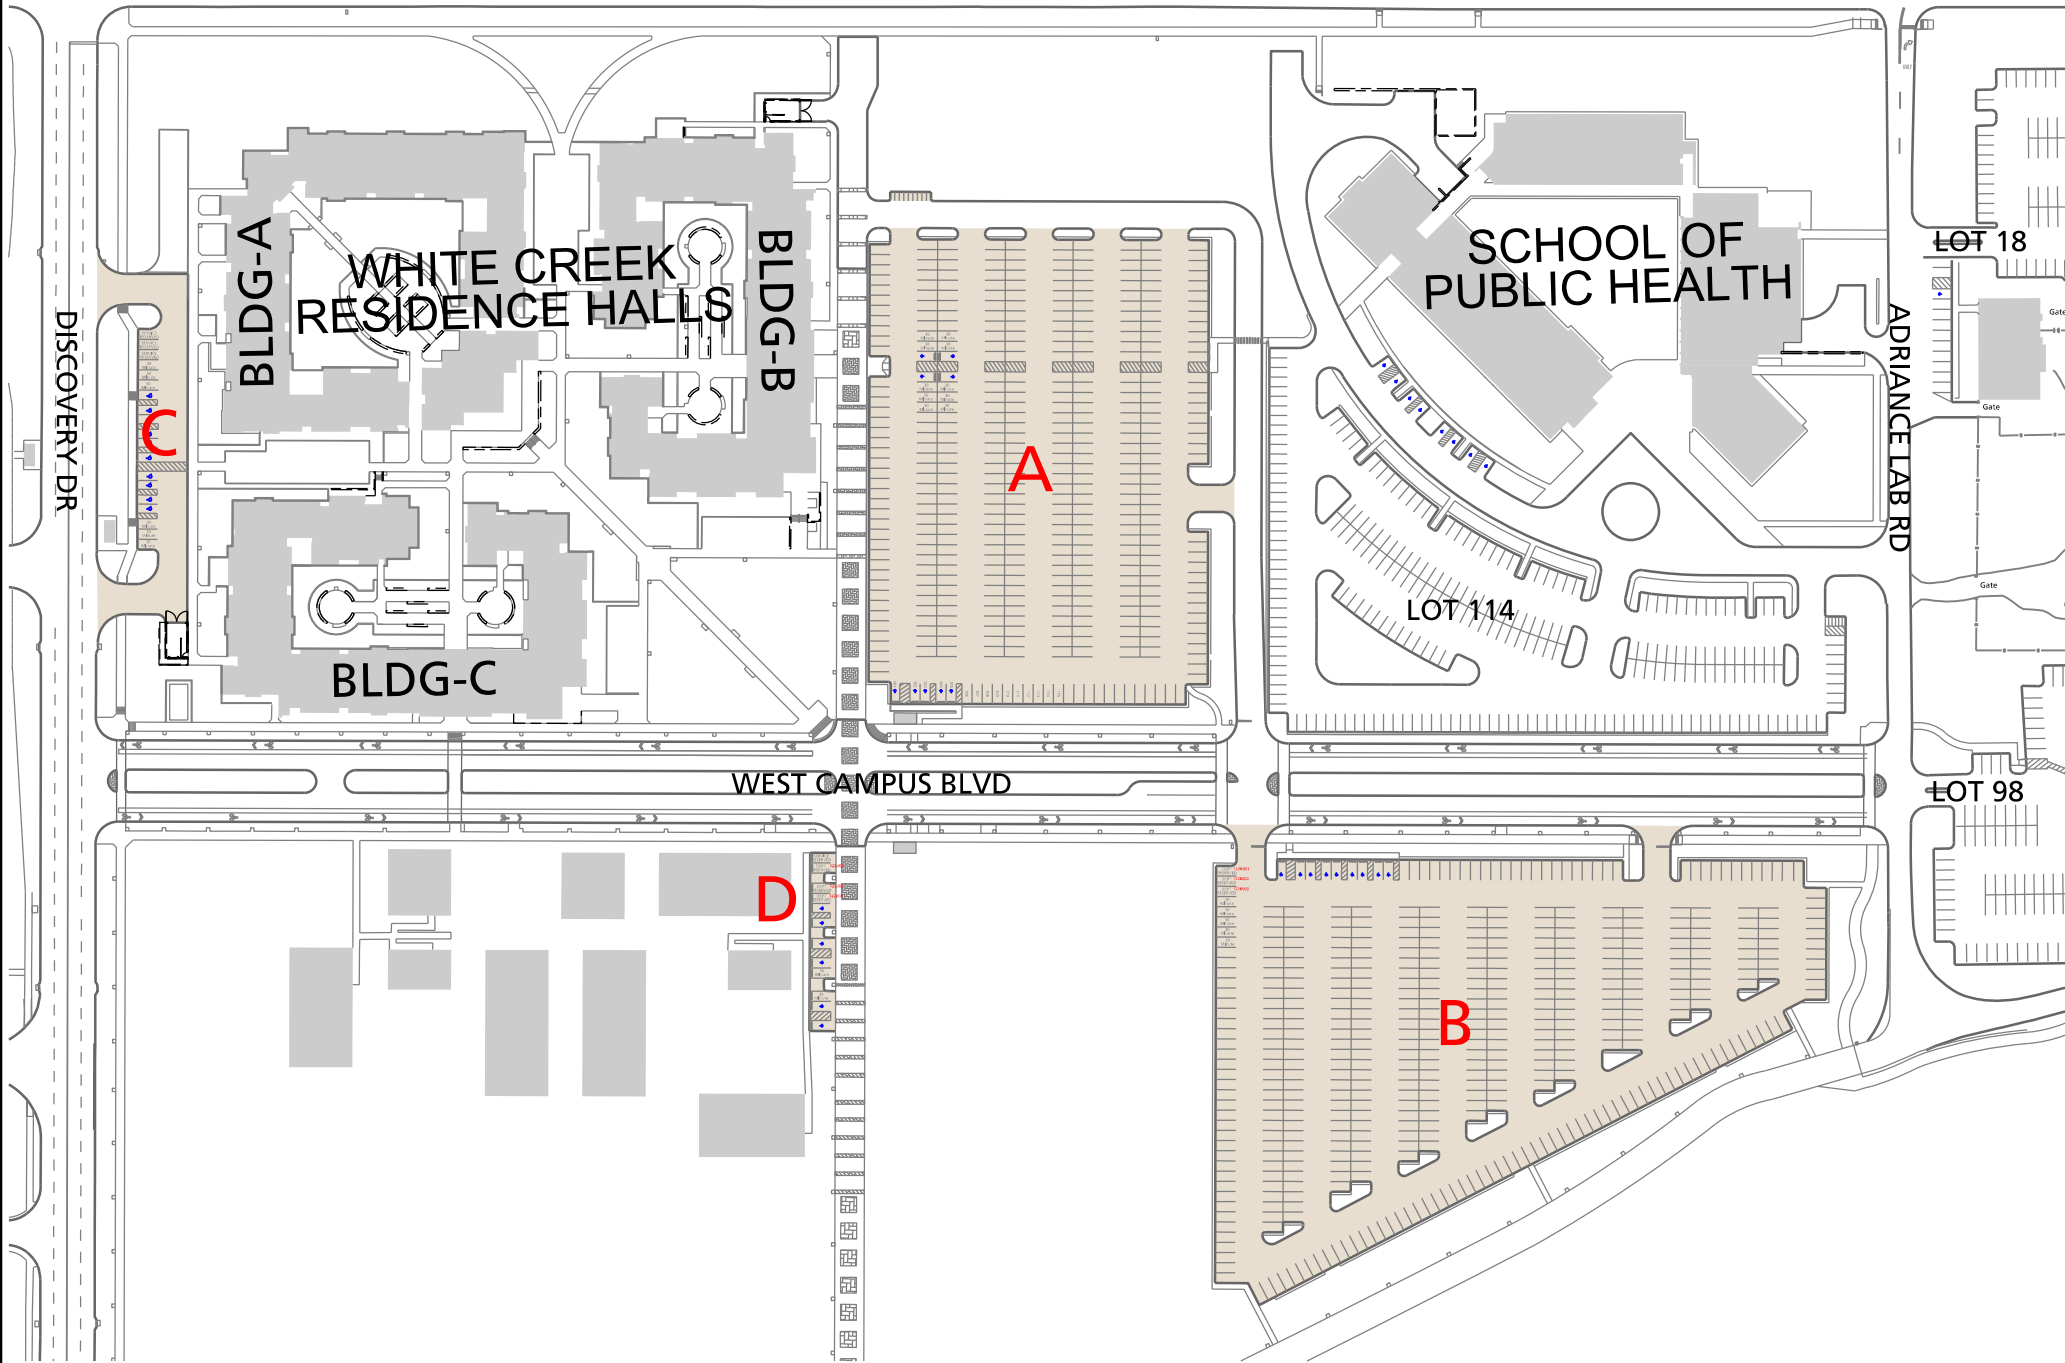 WHITE CREEK
RESIDENCE HALLS
BLDG-A
BLDG-B
BLDG-C
SCHOOL OF
PUBLIC HEALTH
LOT 18
Gate
Gate
Gate
DISCOVERY DR
ADRIANCE LAB RD
C
A
LOT 114
WEST CAMPUS BLVD
LOT 98
D
B